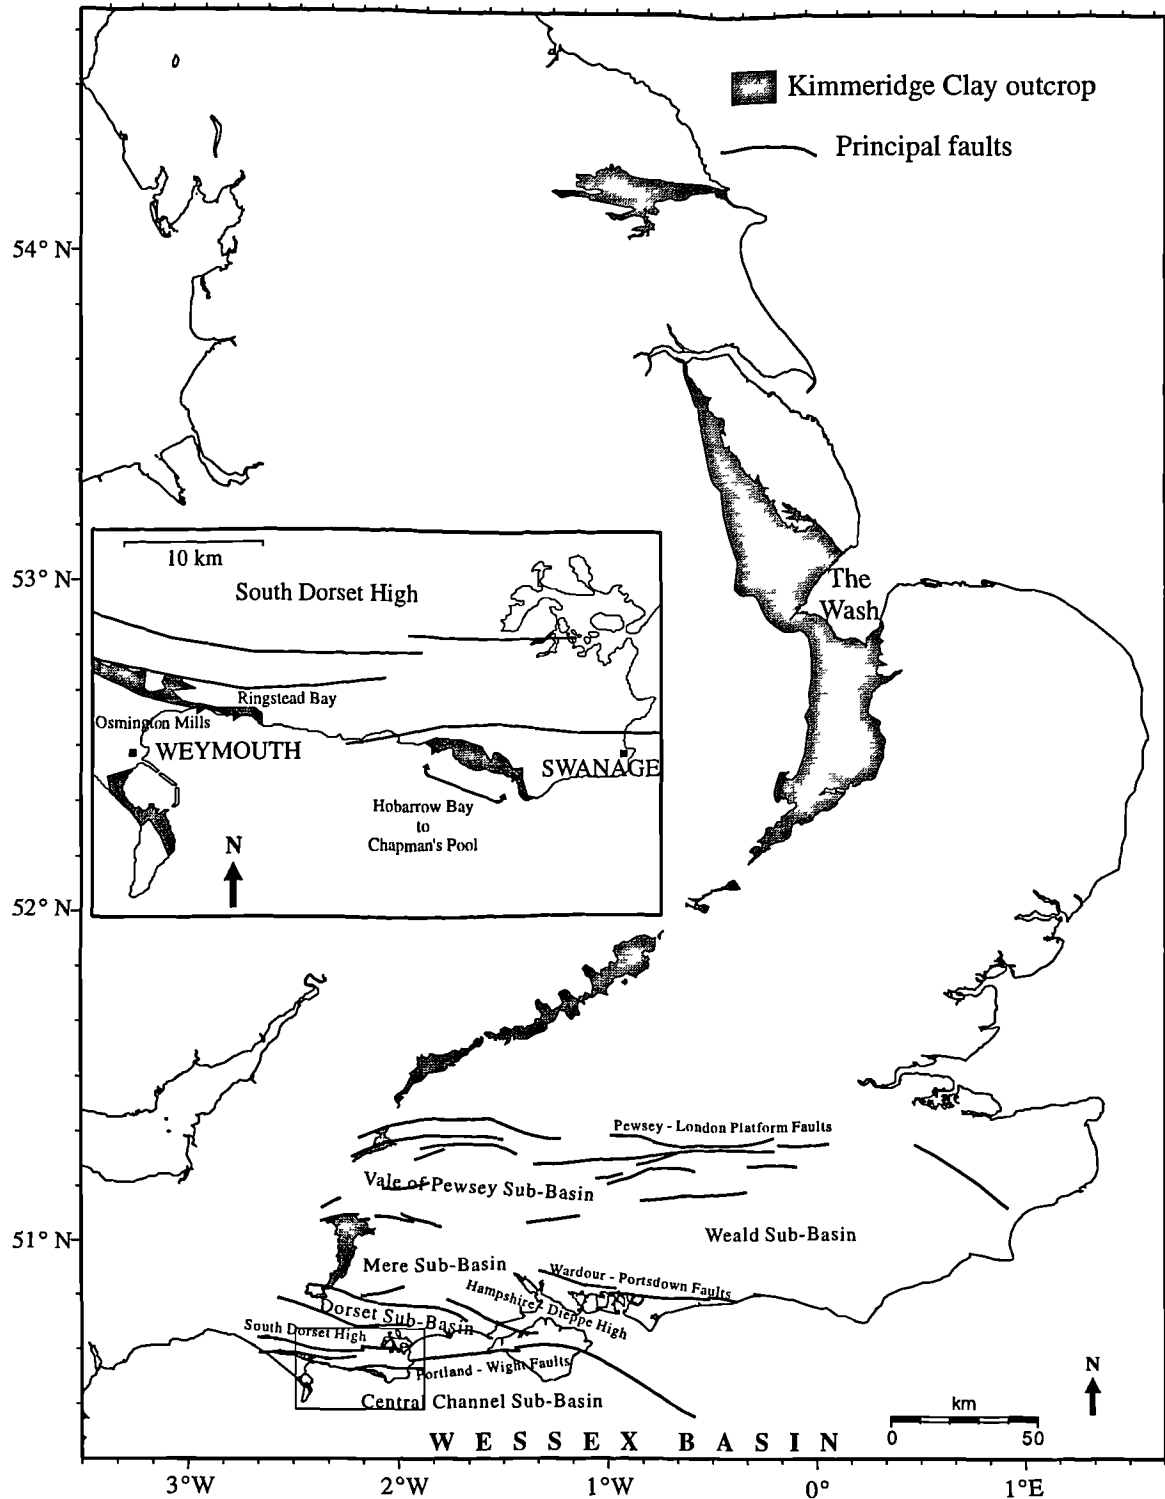 Kimmeridge Clay outcrop
Principal faults
54° N
53° N
52° N
51° N
10 km
South Dorset High
Ringstead Bay
Osmington Mills
WEYMOUTH
SWANAGE
Hobarrow Bay
to
Chapman's Pool
N
The
Wash
Pewsey - London Platform Faults
Vale of Pewsey Sub-Basin
Weald Sub-Basin
Mere Sub-Basin
Wardour - Portsdown Faults
Hampshire - Dieppe High
Dorset Sub-Basin
South Dorset High
Portland - Wight Faults
Central Channel Sub-Basin
N
km
0 50
WESSEX BASIN
3°W 2°W 1°W 0° 1°E